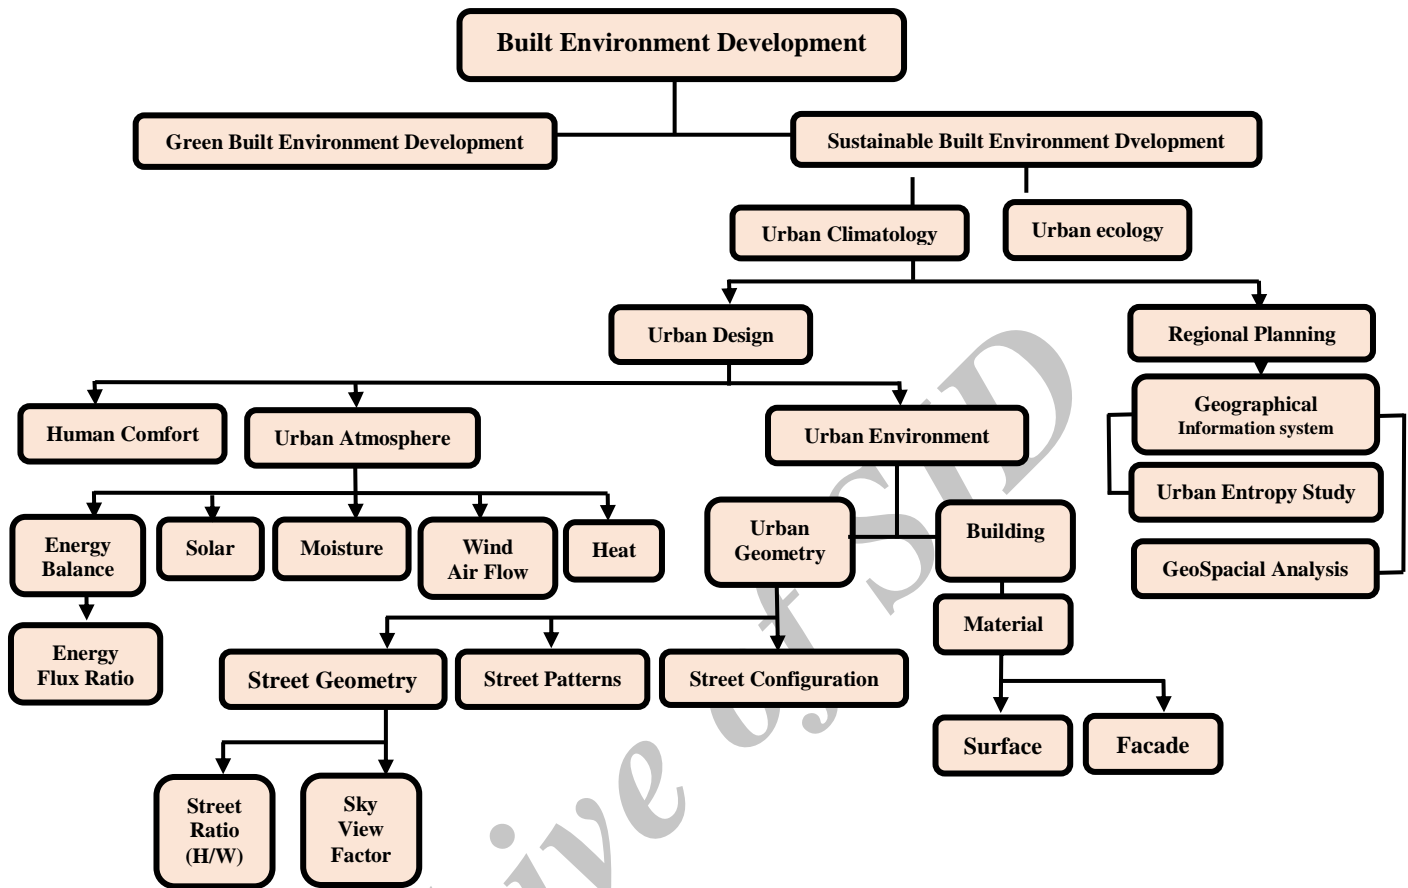 Built Environment Development
Green Built Environment Development
Sustainable Built Environment Dvelopment
Urban Climatology
Urban ecology
Urban Design
Regional Planning
Human Comfort
Urban Atmosphere
Urban Environment
Geographical
Information system
Urban Entropy Study
GeoSpacial Analysis
Energy
Balance
Solar
Moisture
Wind
Air Flow
Heat
Urban
Geometry
Building
Material
Energy
Flux Ratio
Street Geometry
Street Patterns
Street Configuration
Surface
Facade
Street
Ratio
(H/W)
Sky
View
Factor
ive of SID